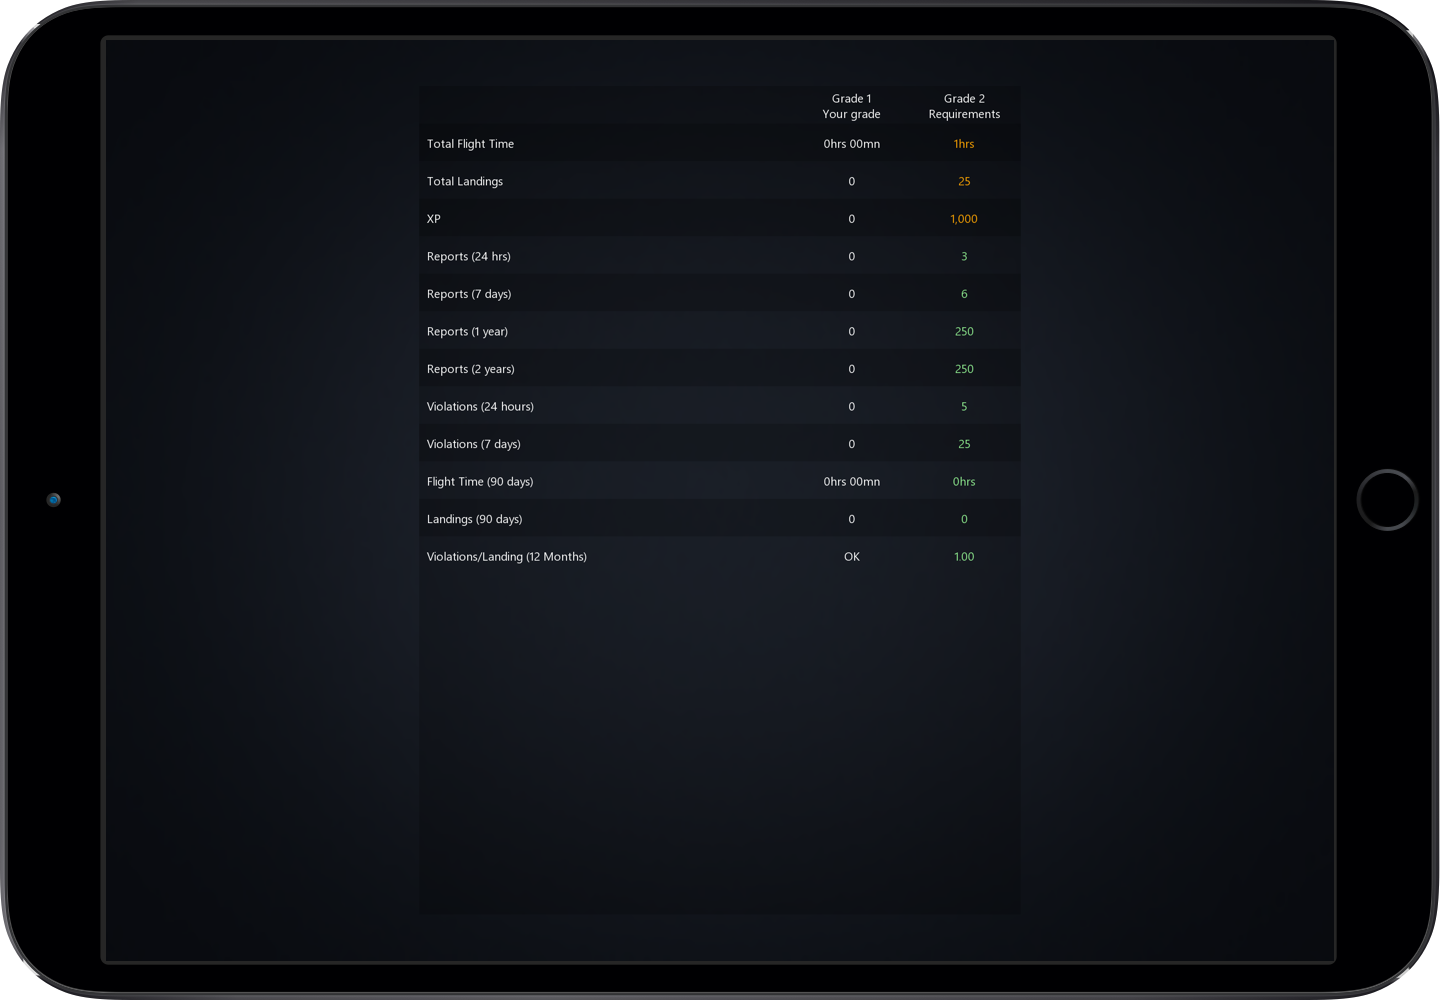 Grade 1 Grade 2
Your grade Requirements
Total Flight Time 0hrs 00mn 1hrs
Total Landings 0 25
XP 0 1,000
Reports (24 hrs) 0 3
Reports (7 days) 0 6
Reports (1 year) 0 250
Reports (2 years) 0 250
Violations (24 hours) 0 5
Violations (7 days) 0 25
Flight Time (90 days) 0hrs 00mn 0hrs
Landings (90 days) 0 0
Violations/Landing (12 Months) OK 1.00